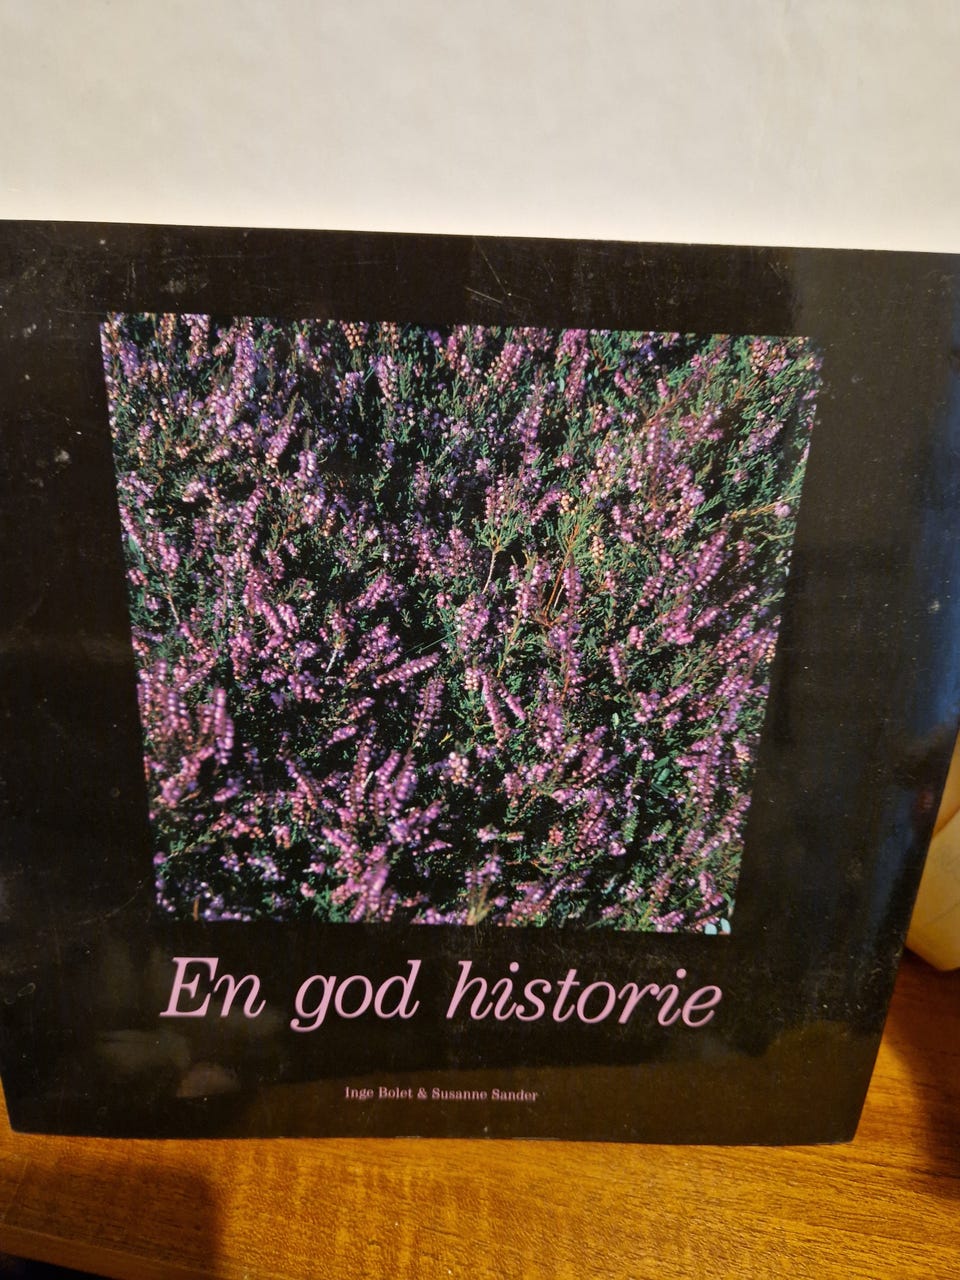 En god historie
Inge Bolet & Susanne Sander